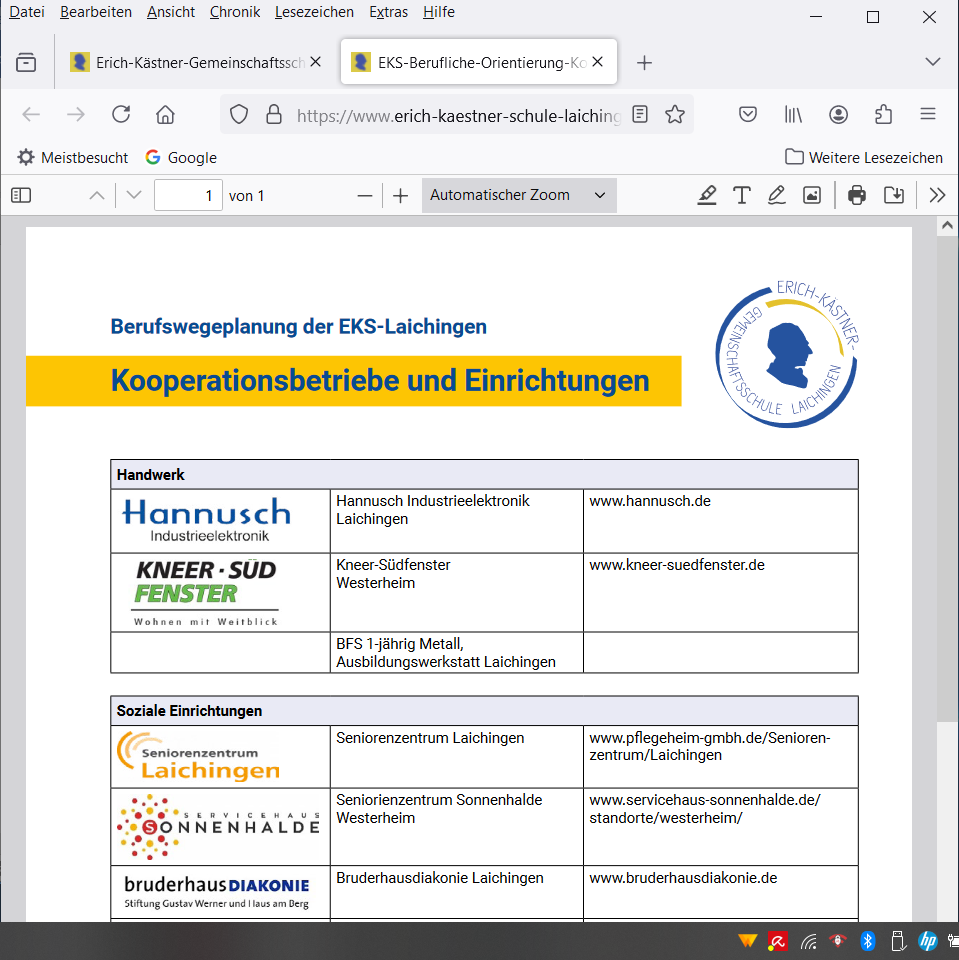 Datei Bearbeiten Ansicht Chronik Lesezeichen Extras Hilfe
Erich-Kästner-Gemeinschaftssch EKS-Berufliche-Orientierung-Ko
https://www.erich-kaestner-schule-laiching
Meistbesucht Google Weitere Lesezeichen
1 von 1 Automatischer Zoom
ERICH-KÄSTNER-
GEMEINSCHAFTSSCHULE LAICHINGEN
Berufswegeplanung der EKS-Laichingen
Kooperationsbetriebe und Einrichtungen
Handwerk
Hannusch
Industrieelektronik
Hannusch Industrieelektronik
Laichingen
www.hannusch.de
KNEER·SÜD
FENSTER
Wohnen mit Weitblick
Kneer-Südfenster
Westerheim
www.kneer-suedfenster.de
BFS 1-jährig Metall,
Ausbildungswerkstatt Laichingen
Soziale Einrichtungen
Seniorenzentrum
Laichingen
Seniorenzentrum Laichingen
www.pflegeheim-gmbh.de/Senioren-
zentrum/Laichingen
SERVICEHAUS
SONNENHALDE
Seniorienzentrum Sonnenhalde
Westerheim
www.servicehaus-sonnenhalde.de/
standorte/westerheim/
bruderhausDIAKONIE
Stiftung Gustav Werner und Haus am Berg
Bruderhausdiakonie Laichingen
www.bruderhausdiakonie.de
hp